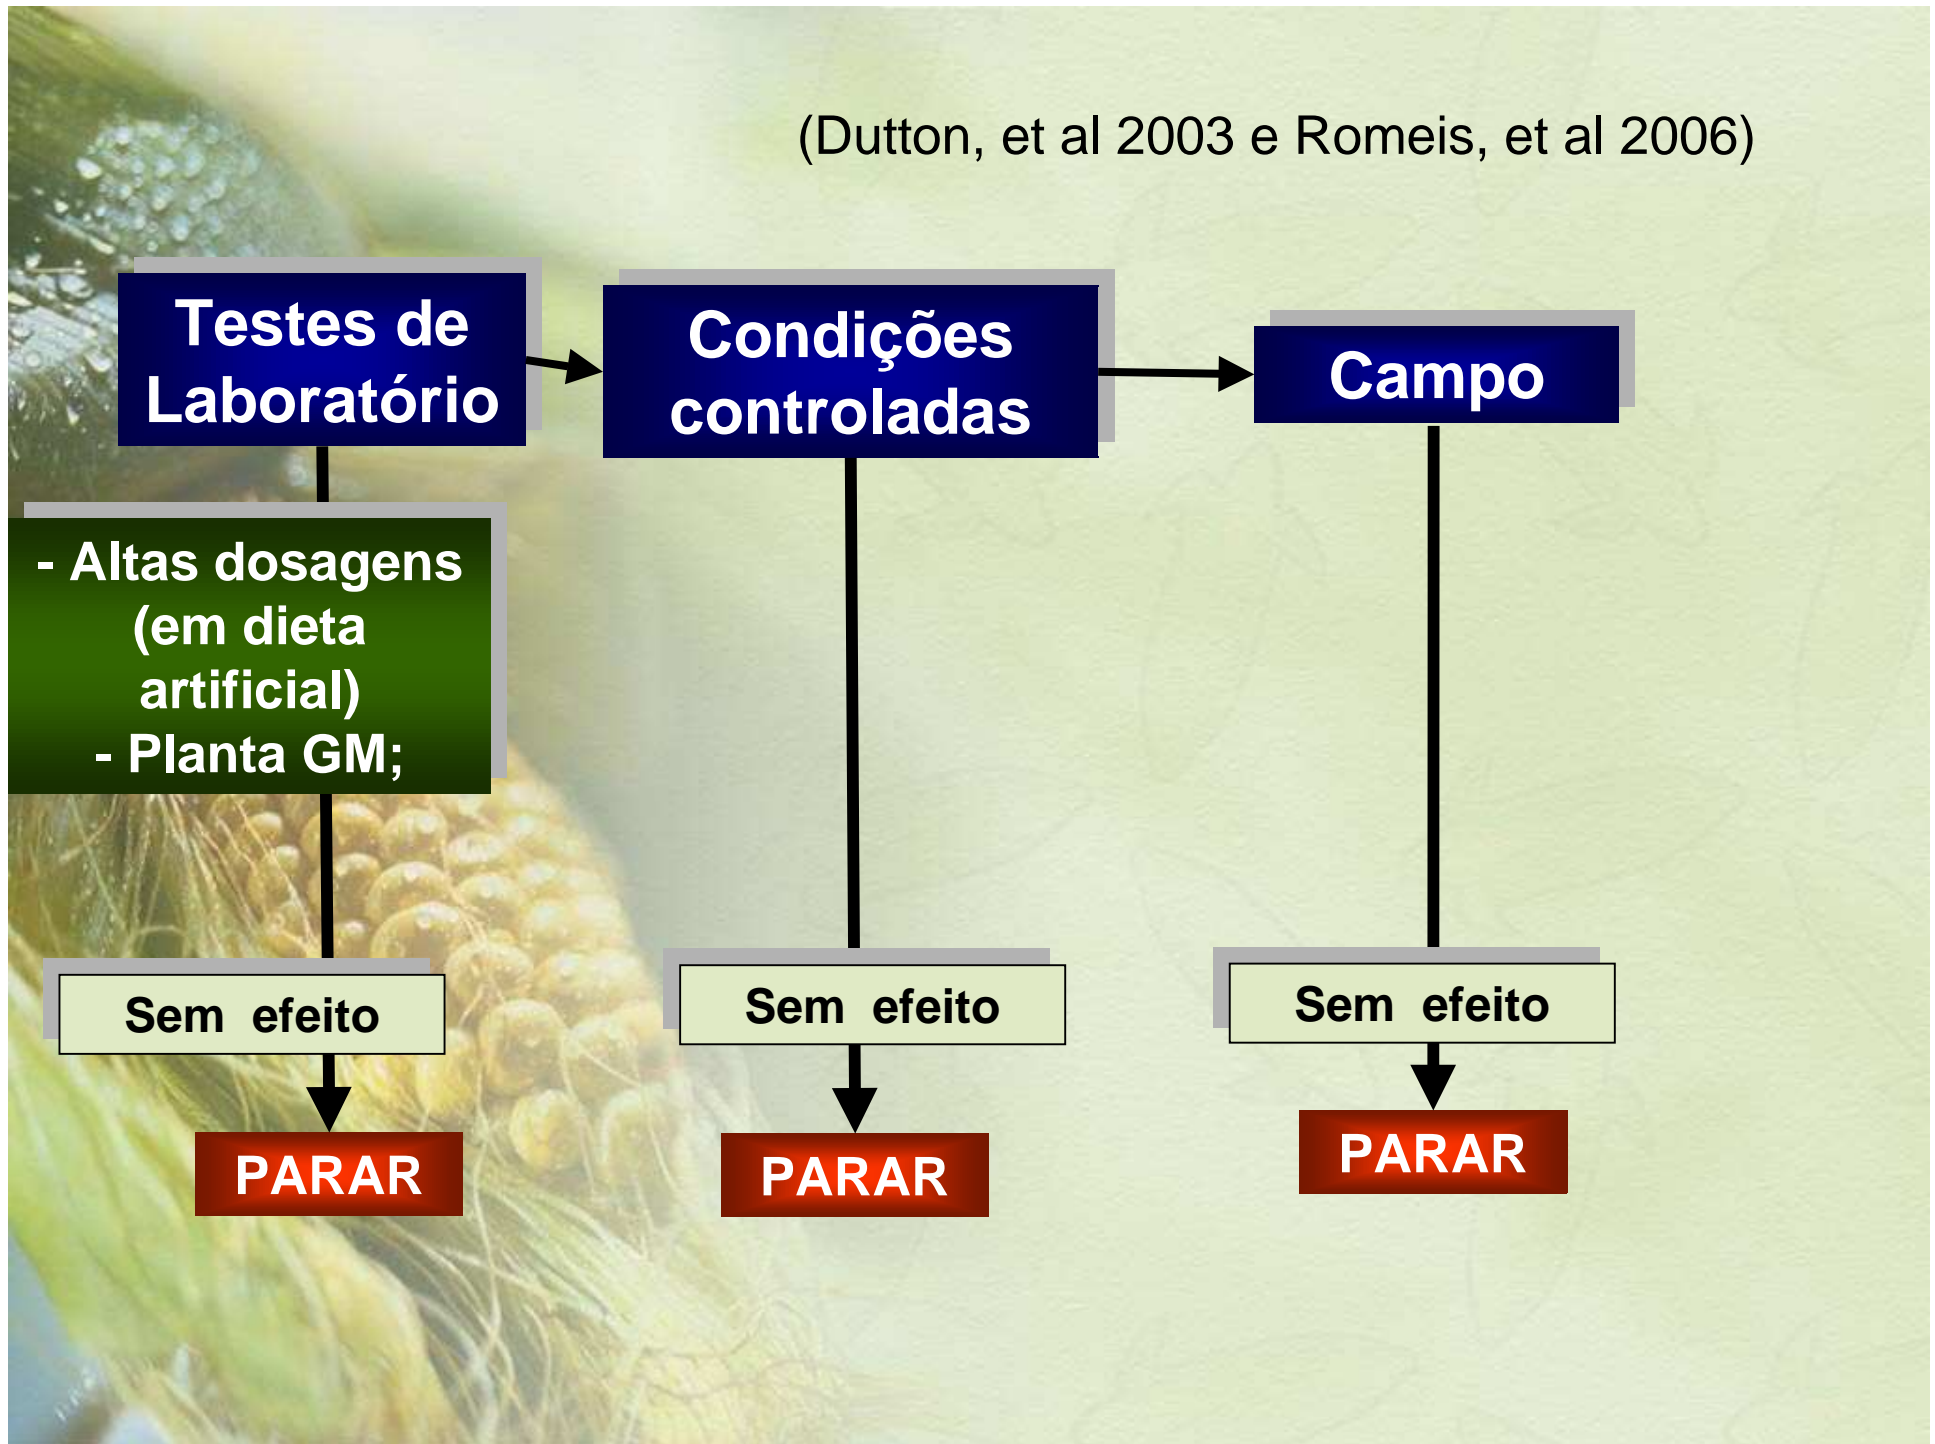 (Dutton, et al 2003 e Romeis, et al 2006)
Testes de
Laboratório
Condições
controladas
Campo
- Altas dosagens
(em dieta
artificial)
- Planta GM;
Sem efeito
Sem efeito
Sem efeito
PARAR
PARAR
PARAR